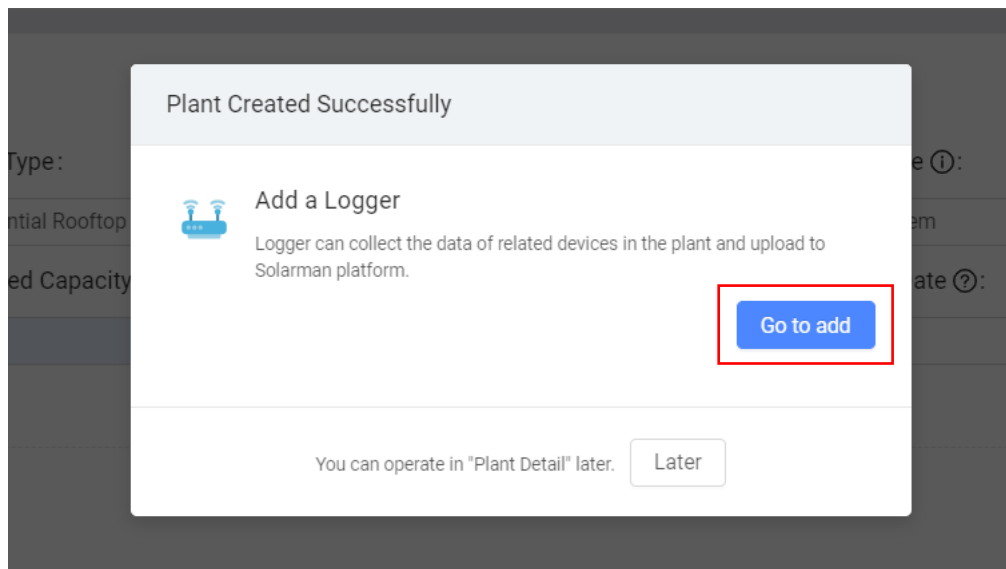 Plant Created Successfully
Type:
e ⓘ:
Add a Logger
ntial Rooftop
em
Logger can collect the data of related devices in the plant and upload to
Solarman platform.
ed Capacity
ate ?:
Go to add
You can operate in "Plant Detail" later.
Later